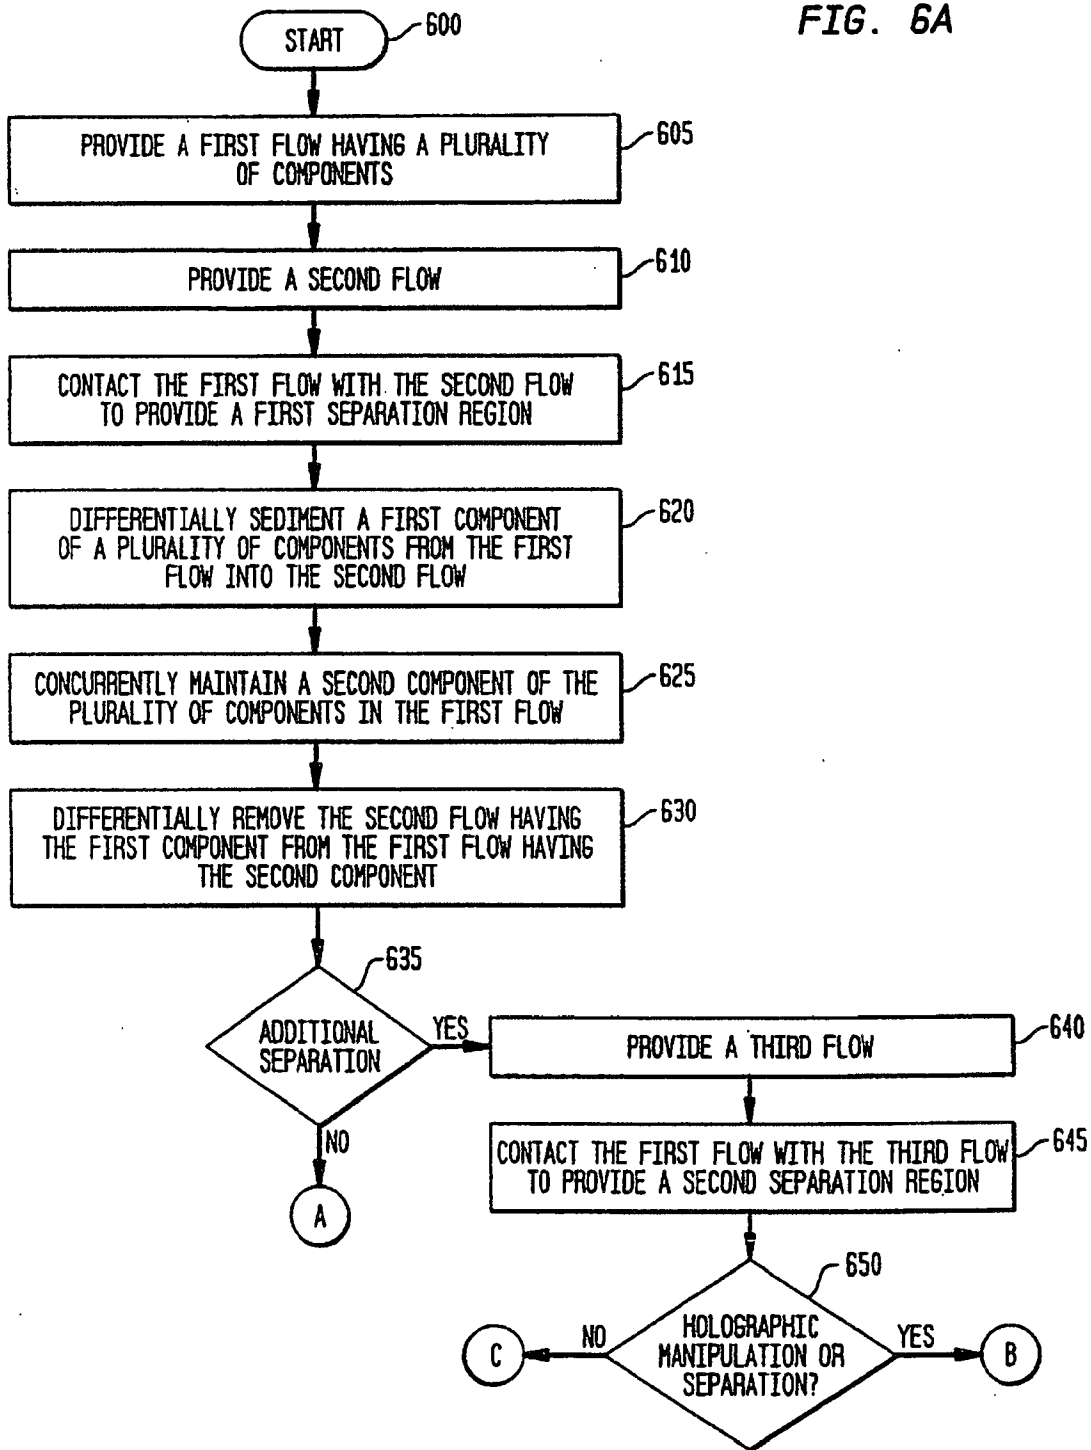 FIG. 6A
START
600
PROVIDE A FIRST FLOW HAVING A PLURALITY
OF COMPONENTS
605
PROVIDE A SECOND FLOW
610
CONTACT THE FIRST FLOW WITH THE SECOND FLOW
TO PROVIDE A FIRST SEPARATION REGION
615
DIFFERENTIALLY SEDIMENT A FIRST COMPONENT
OF A PLURALITY OF COMPONENTS FROM THE FIRST
FLOW INTO THE SECOND FLOW
620
CONCURRENTLY MAINTAIN A SECOND COMPONENT OF THE
PLURALITY OF COMPONENTS IN THE FIRST FLOW
625
DIFFERENTIALLY REMOVE THE SECOND FLOW HAVING
THE FIRST COMPONENT FROM THE FIRST FLOW HAVING
THE SECOND COMPONENT
630
635
ADDITIONAL
SEPARATION
YES
NO
A
PROVIDE A THIRD FLOW
640
CONTACT THE FIRST FLOW WITH THE THIRD FLOW
TO PROVIDE A SECOND SEPARATION REGION
645
650
HOLOGRAPHIC
MANIPULATION OR
SEPARATION?
NO
C
YES
B